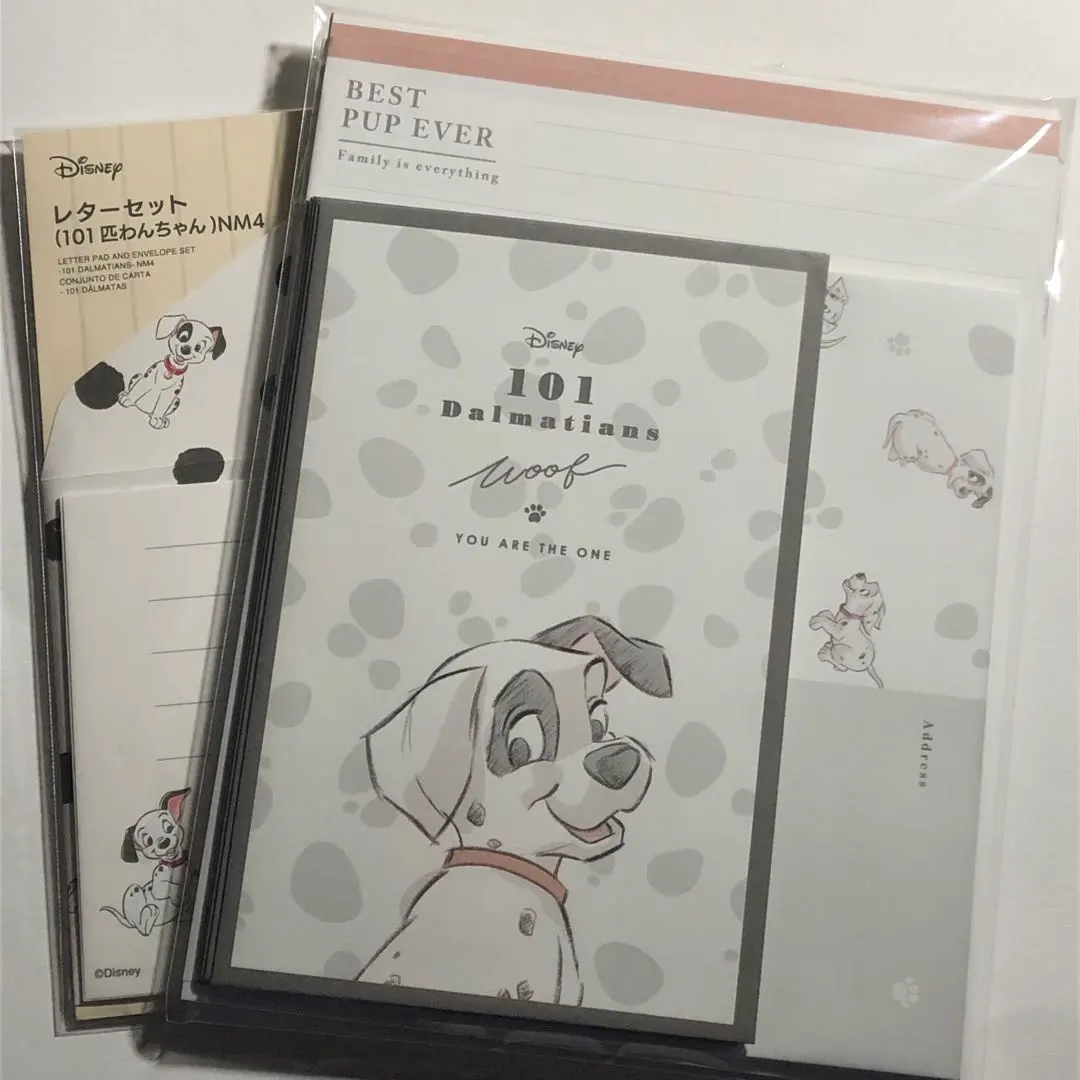 Disney
レターセット
(101匹わんちゃん)NM4
LETTER PAD AND ENVELOPE SET
-101 DALMATIANS- NM4
CONJUNTO DE CARTA
- 101 DÁLMATAS
©Disney
BEST
PUP EVER
Family is everything
Disney
101
Dalmatians
woof
YOU ARE THE ONE
Address